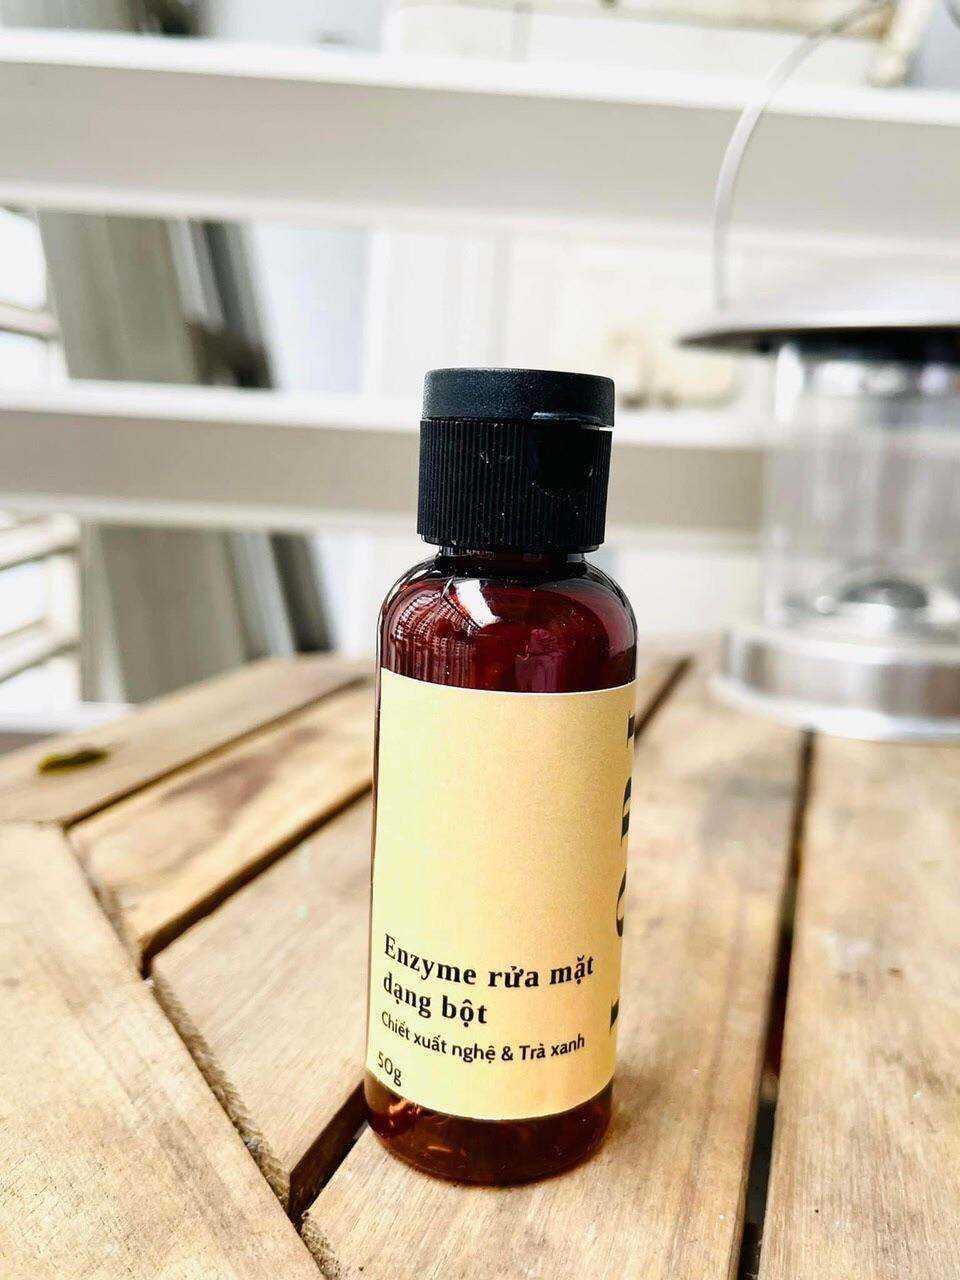 Enzyme rửa mặt
dạng bột
Chiết xuất nghệ & Trà xanh
50g